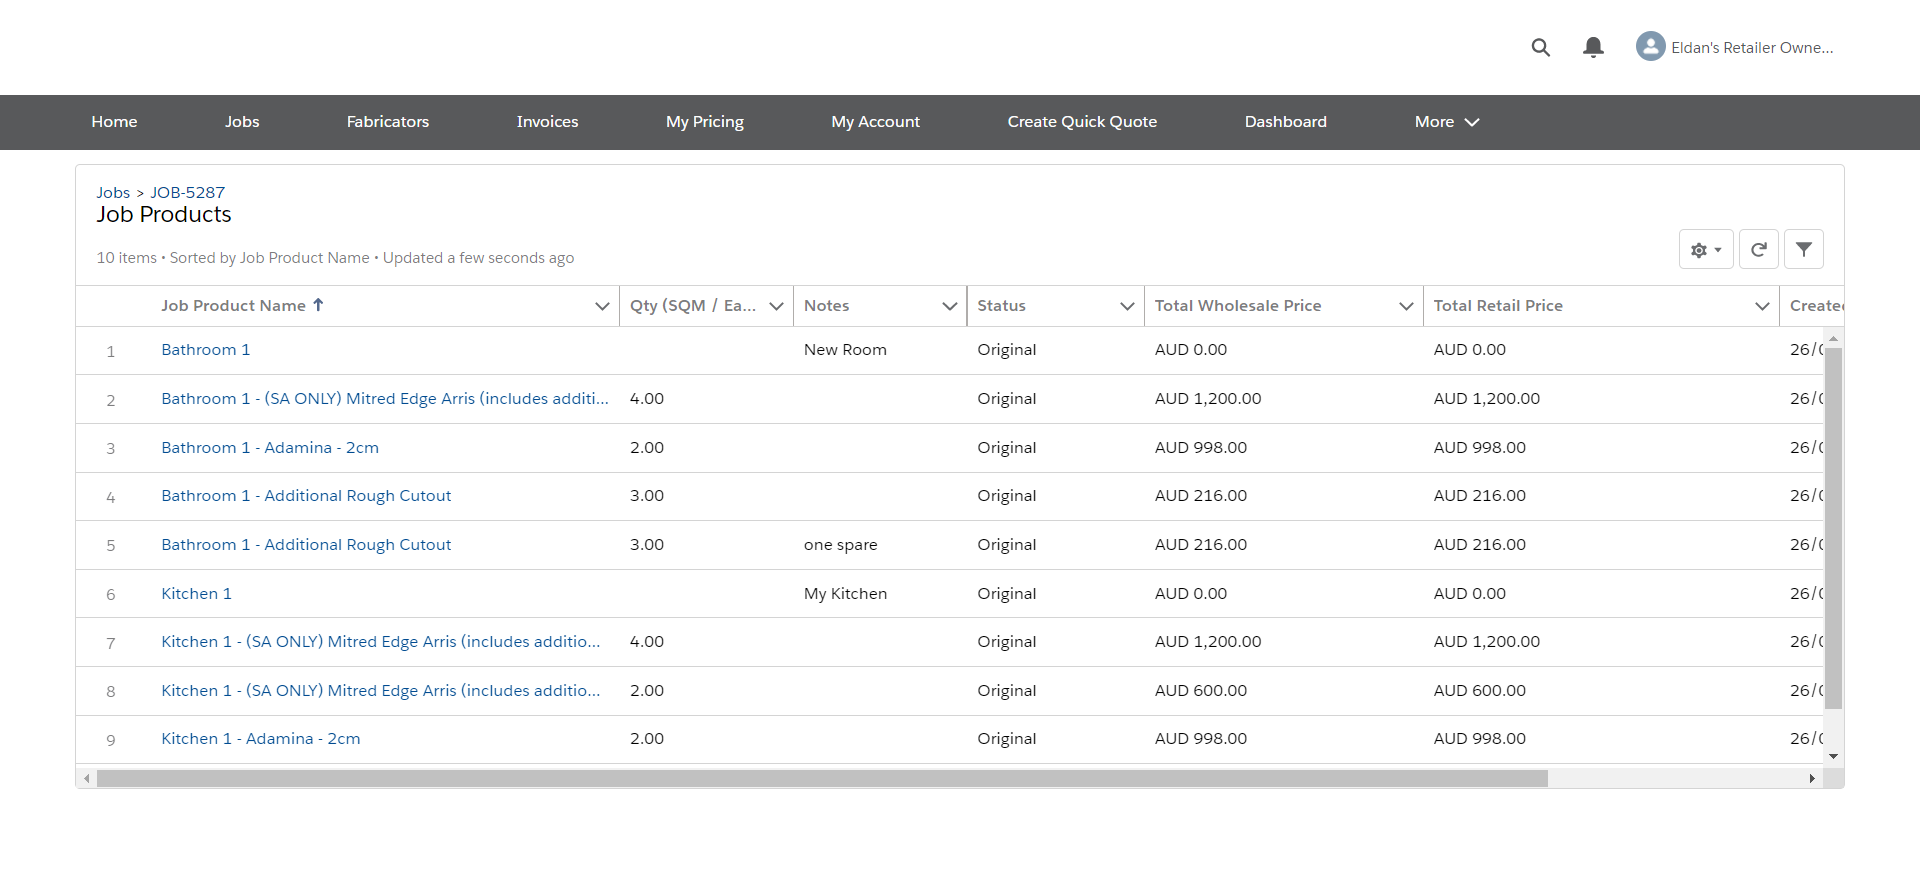 Eldan's Retailer Owne...
Home Jobs Fabricators Invoices My Pricing My Account Create Quick Quote Dashboard More
Jobs > JOB-5287
Job Products
10 items • Sorted by Job Product Name • Updated a few seconds ago
Job Product Name ↑ Qty (SQM / Ea... Notes Status Total Wholesale Price Total Retail Price Create
1 Bathroom 1 New Room Original AUD 0.00 AUD 0.00 26/0
2 Bathroom 1 - (SA ONLY) Mitred Edge Arris (includes additi... 4.00 Original AUD 1,200.00 AUD 1,200.00 26/0
3 Bathroom 1 - Adamina - 2cm 2.00 Original AUD 998.00 AUD 998.00 26/0
4 Bathroom 1 - Additional Rough Cutout 3.00 Original AUD 216.00 AUD 216.00 26/0
5 Bathroom 1 - Additional Rough Cutout 3.00 one spare Original AUD 216.00 AUD 216.00 26/0
6 Kitchen 1 My Kitchen Original AUD 0.00 AUD 0.00 26/0
7 Kitchen 1 - (SA ONLY) Mitred Edge Arris (includes additio... 4.00 Original AUD 1,200.00 AUD 1,200.00 26/0
8 Kitchen 1 - (SA ONLY) Mitred Edge Arris (includes additio... 2.00 Original AUD 600.00 AUD 600.00 26/0
9 Kitchen 1 - Adamina - 2cm 2.00 Original AUD 998.00 AUD 998.00 26/0